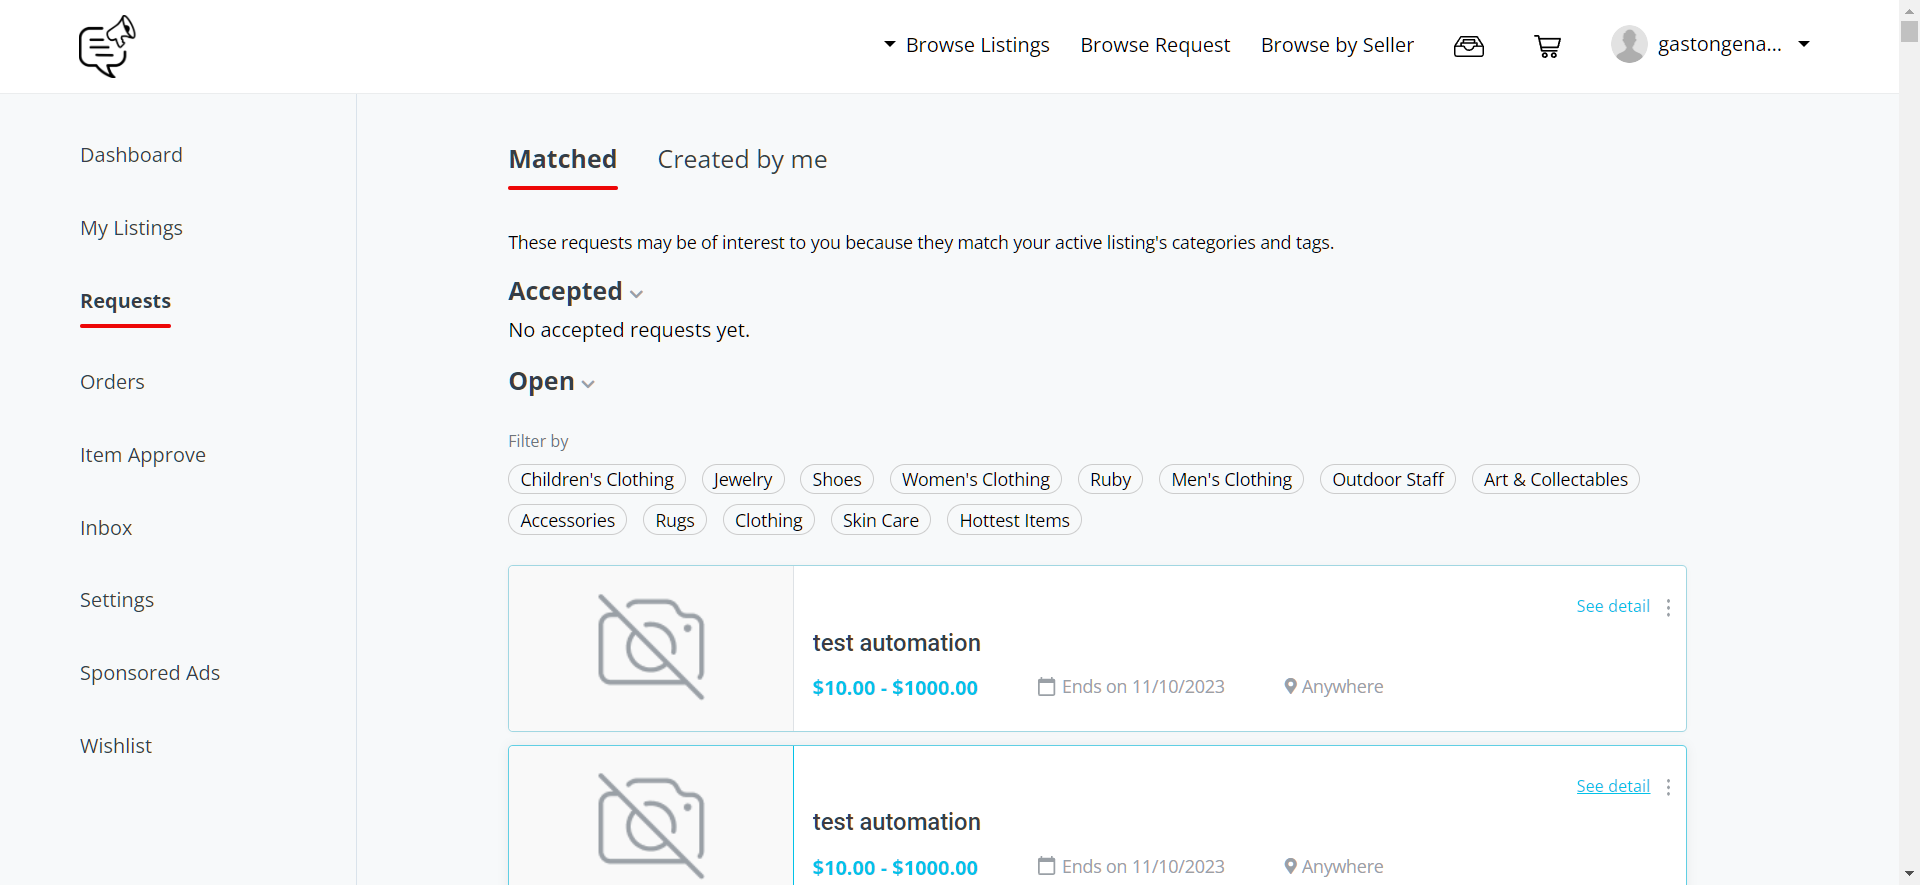 Browse Listings Browse Request Browse by Seller gastongena...
Dashboard
My Listings
Requests
Orders
Item Approve
Inbox
Settings
Sponsored Ads
Wishlist
Matched Created by me
These requests may be of interest to you because they match your active listing's categories and tags.
Accepted
No accepted requests yet.
Open
Filter by
Children's Clothing Jewelry Shoes Women's Clothing Ruby Men's Clothing Outdoor Staff Art & Collectables
Accessories Rugs Clothing Skin Care Hottest Items
See detail
test automation
$10.00 - $1000.00 Ends on 11/10/2023 Anywhere
See detail
test automation
$10.00 - $1000.00 Ends on 11/10/2023 Anywhere